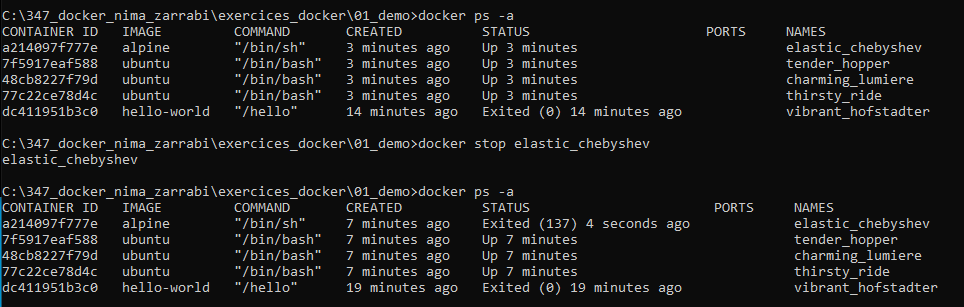 C:\347_docker_nima_zarrabi\exercices_docker\01_demo>docker ps -a
CONTAINER ID   IMAGE         COMMAND       CREATED          STATUS                      PORTS     NAMES
a214097f777e   alpine        "/bin/sh"     3 minutes ago    Up 3 minutes                          elastic_chebyshev
7f5917eaf588   ubuntu        "/bin/bash"   3 minutes ago    Up 3 minutes                          tender_hopper
48cb8227f79d   ubuntu        "/bin/bash"   3 minutes ago    Up 3 minutes                          charming_lumiere
77c22ce78d4c   ubuntu        "/bin/bash"   3 minutes ago    Up 3 minutes                          thirsty_ride
dc411951b3c0   hello-world   "/hello"      14 minutes ago   Exited (0) 14 minutes ago             vibrant_hofstadter
C:\347_docker_nima_zarrabi\exercices_docker\01_demo>docker stop elastic_chebyshev
elastic_chebyshev
C:\347_docker_nima_zarrabi\exercices_docker\01_demo>docker ps -a
CONTAINER ID   IMAGE         COMMAND       CREATED          STATUS                       PORTS     NAMES
a214097f777e   alpine        "/bin/sh"     7 minutes ago    Exited (137) 4 seconds ago             elastic_chebyshev
7f5917eaf588   ubuntu        "/bin/bash"   7 minutes ago    Up 7 minutes                           tender_hopper
48cb8227f79d   ubuntu        "/bin/bash"   7 minutes ago    Up 7 minutes                           charming_lumiere
77c22ce78d4c   ubuntu        "/bin/bash"   7 minutes ago    Up 7 minutes                           thirsty_ride
dc411951b3c0   hello-world   "/hello"      19 minutes ago   Exited (0) 19 minutes ago              vibrant_hofstadter